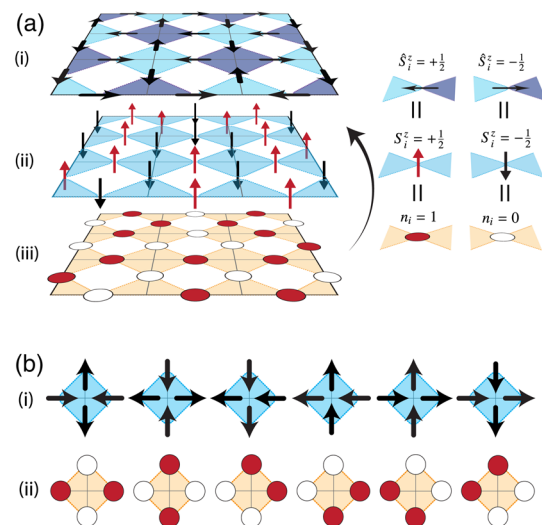 (a)
(i)
(ii)
(iii)
Ŝᵢᶻ = +½ Ŝᵢᶻ = −½
Sᵢᶻ = +½ Sᵢᶻ = −½
nᵢ = 1 nᵢ = 0
(b)
(i)
(ii)